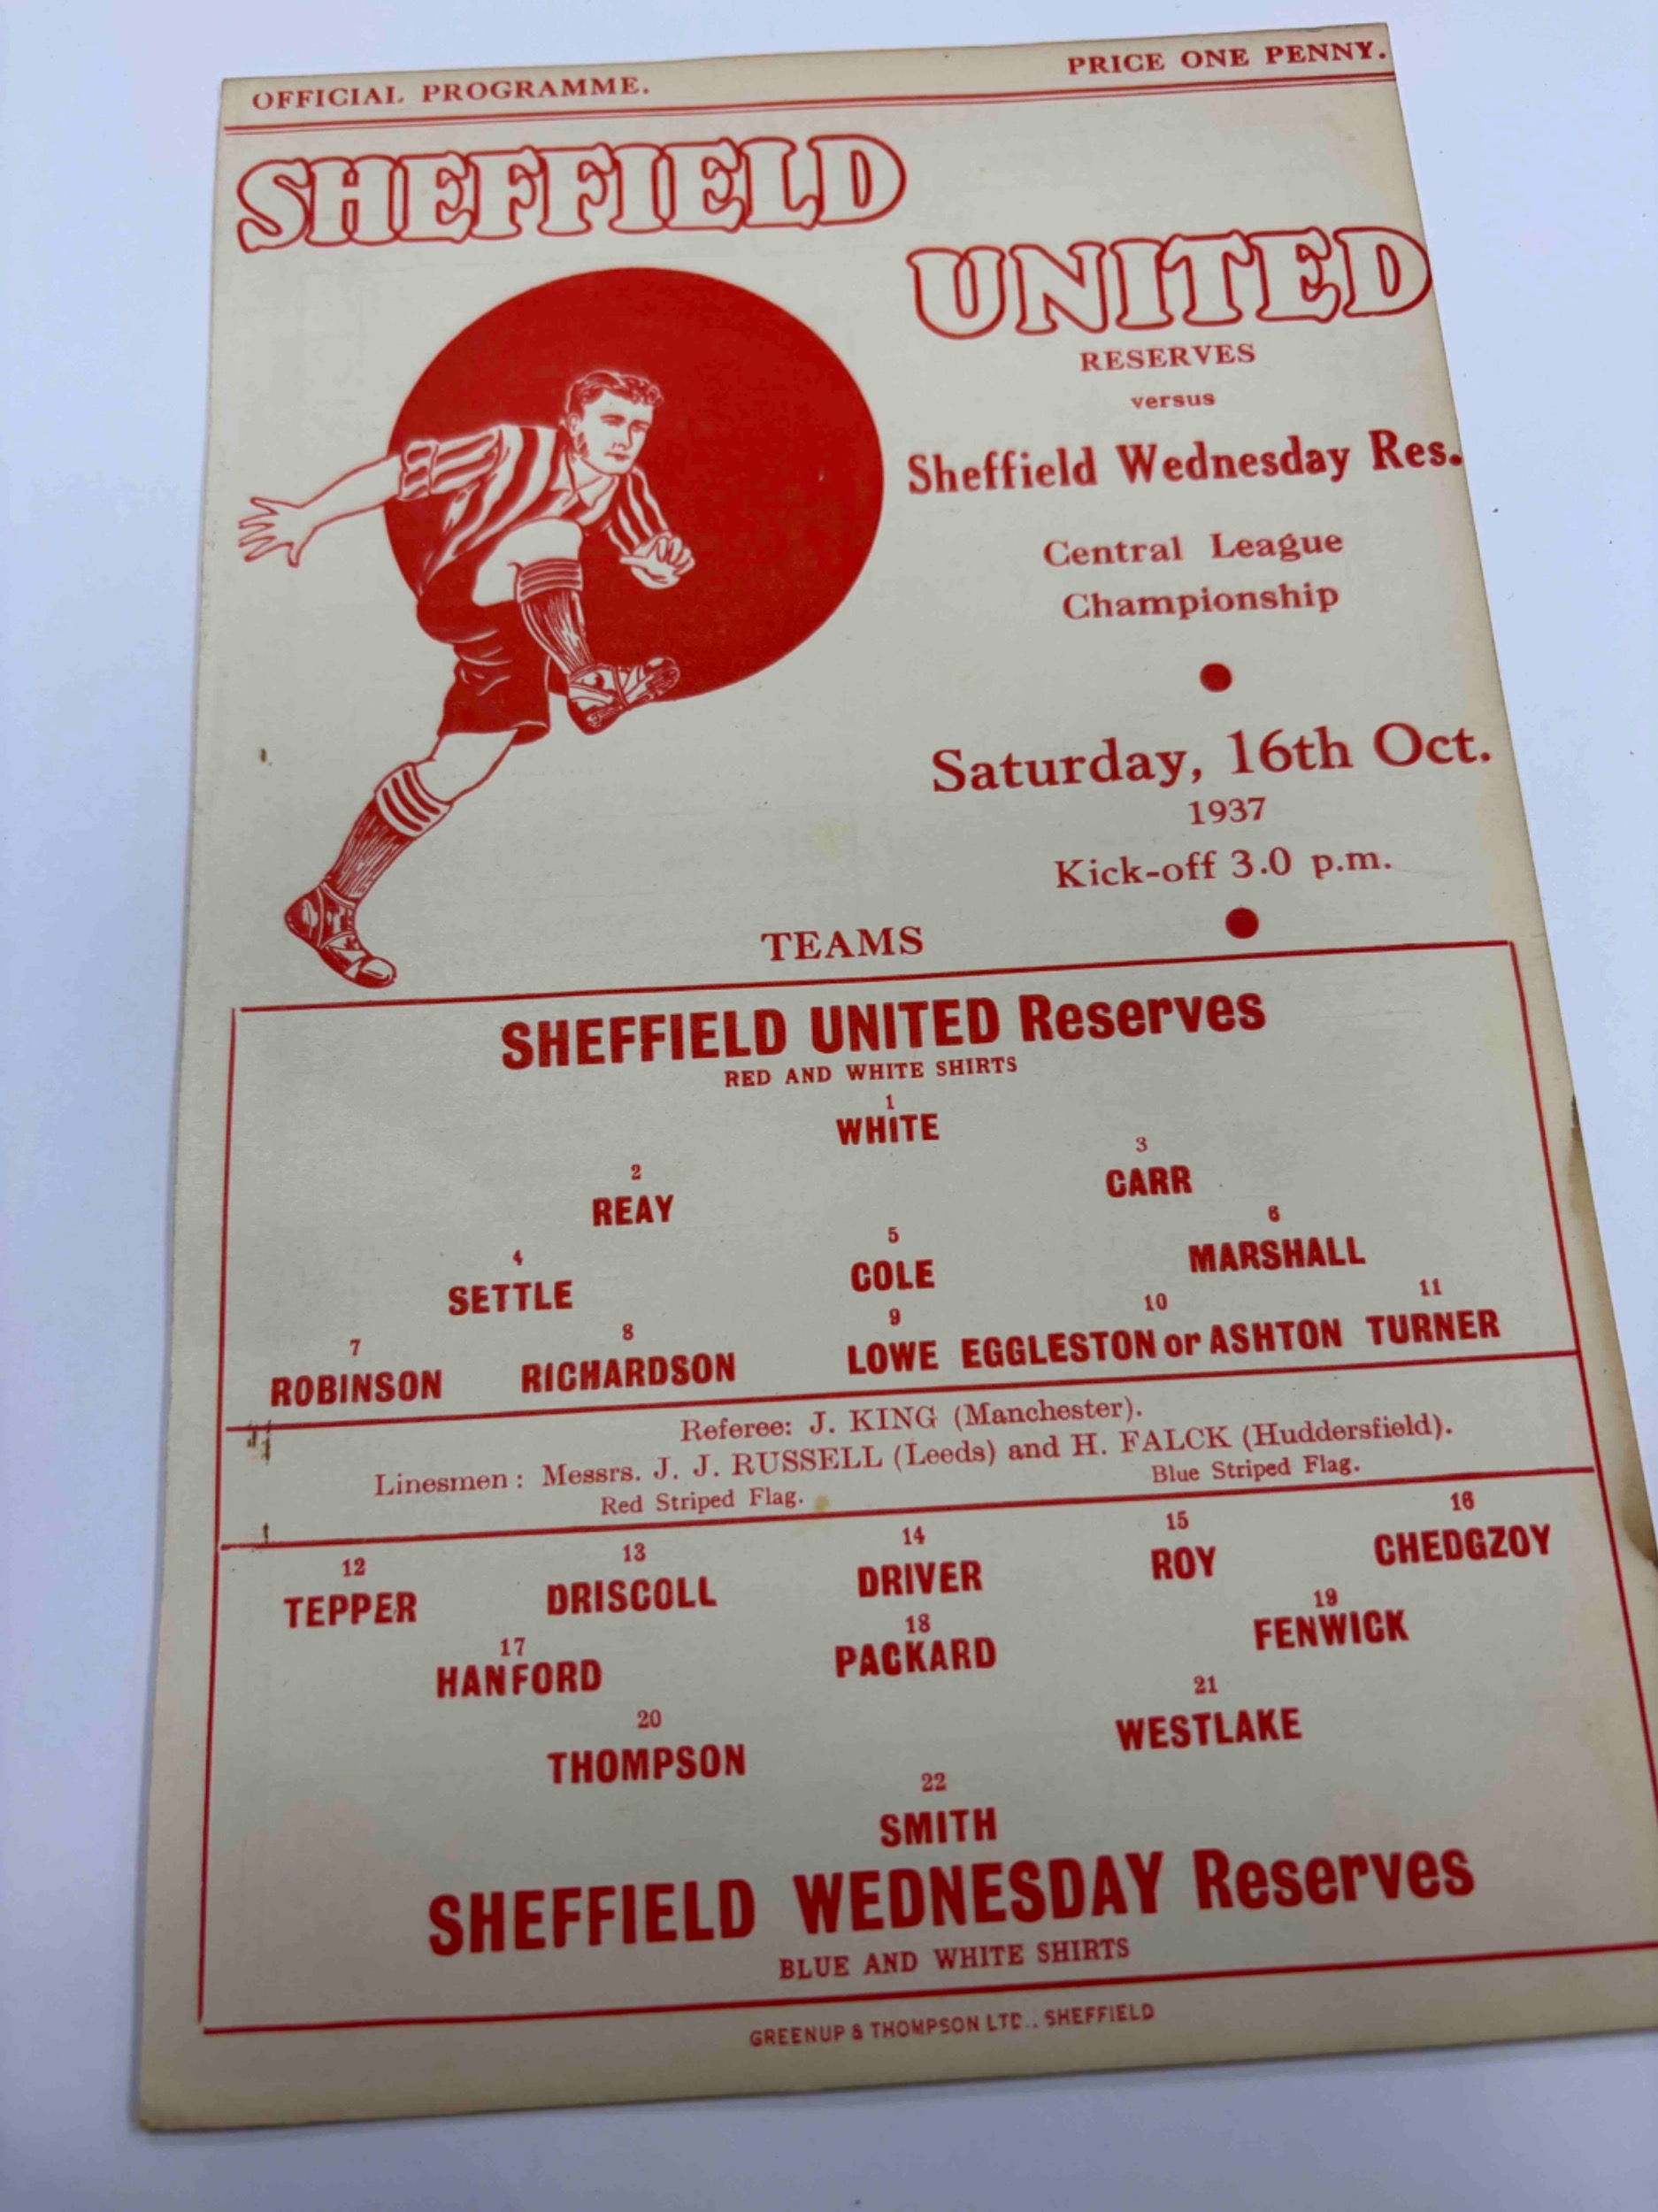 OFFICIAL PROGRAMME. PRICE ONE PENNY.
SHEFFIELD
UNITED
RESERVES
versus
Sheffield Wednesday Res.
Central League
Championship
Saturday, 16th Oct.
1937
Kick-off 3.0 p.m.
TEAMS
SHEFFIELD UNITED Reserves
RED AND WHITE SHIRTS
1
WHITE
2 3
REAY CARR
4 5 6
SETTLE COLE MARSHALL
7 8 9 10 11
ROBINSON RICHARDSON LOWE EGGLESTON or ASHTON TURNER
Referee: J. KING (Manchester).
Linesmen : Messrs. J. J. RUSSELL (Leeds) and H. FALCK (Huddersfield).
Red Striped Flag. Blue Striped Flag.
12 13 14 15 16
TEPPER DRISCOLL DRIVER ROY CHEDGZOY
17 18 19
HANFORD PACKARD FENWICK
20 21
THOMPSON WESTLAKE
22
SMITH
SHEFFIELD WEDNESDAY Reserves
BLUE AND WHITE SHIRTS
GREENUP & THOMPSON LTD., SHEFFIELD